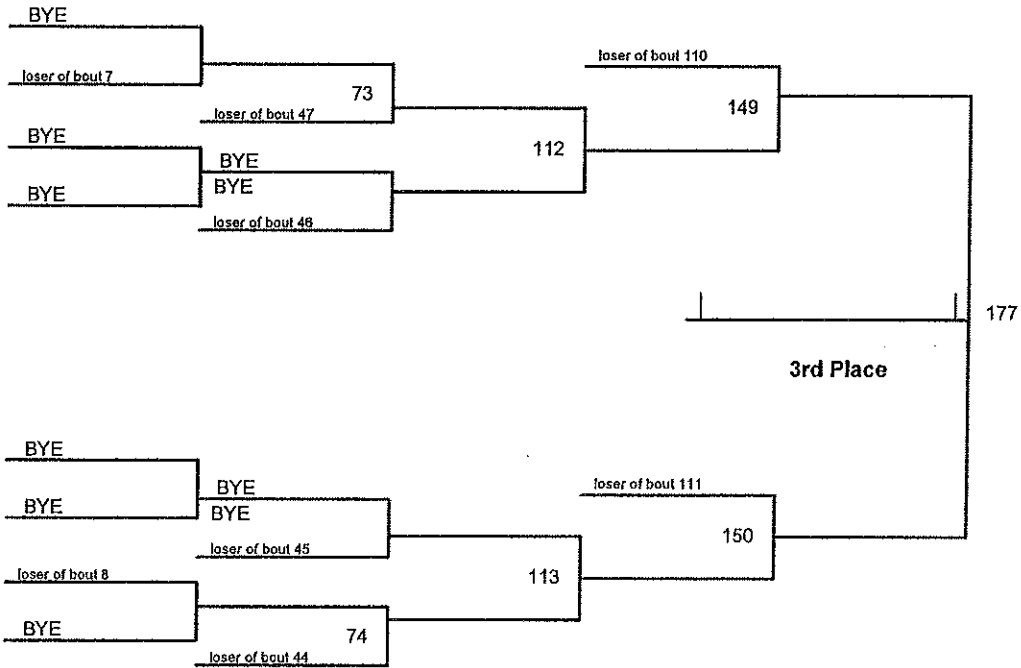 BYE
loser of bout 7
73
loser of bout 47
BYE
BYE
BYE
BYE
loser of bout 46
112
loser of bout 110
149
177
3rd Place
BYE
BYE
BYE
BYE
loser of bout 45
113
loser of bout 8
BYE
74
loser of bout 44
loser of bout 111
150